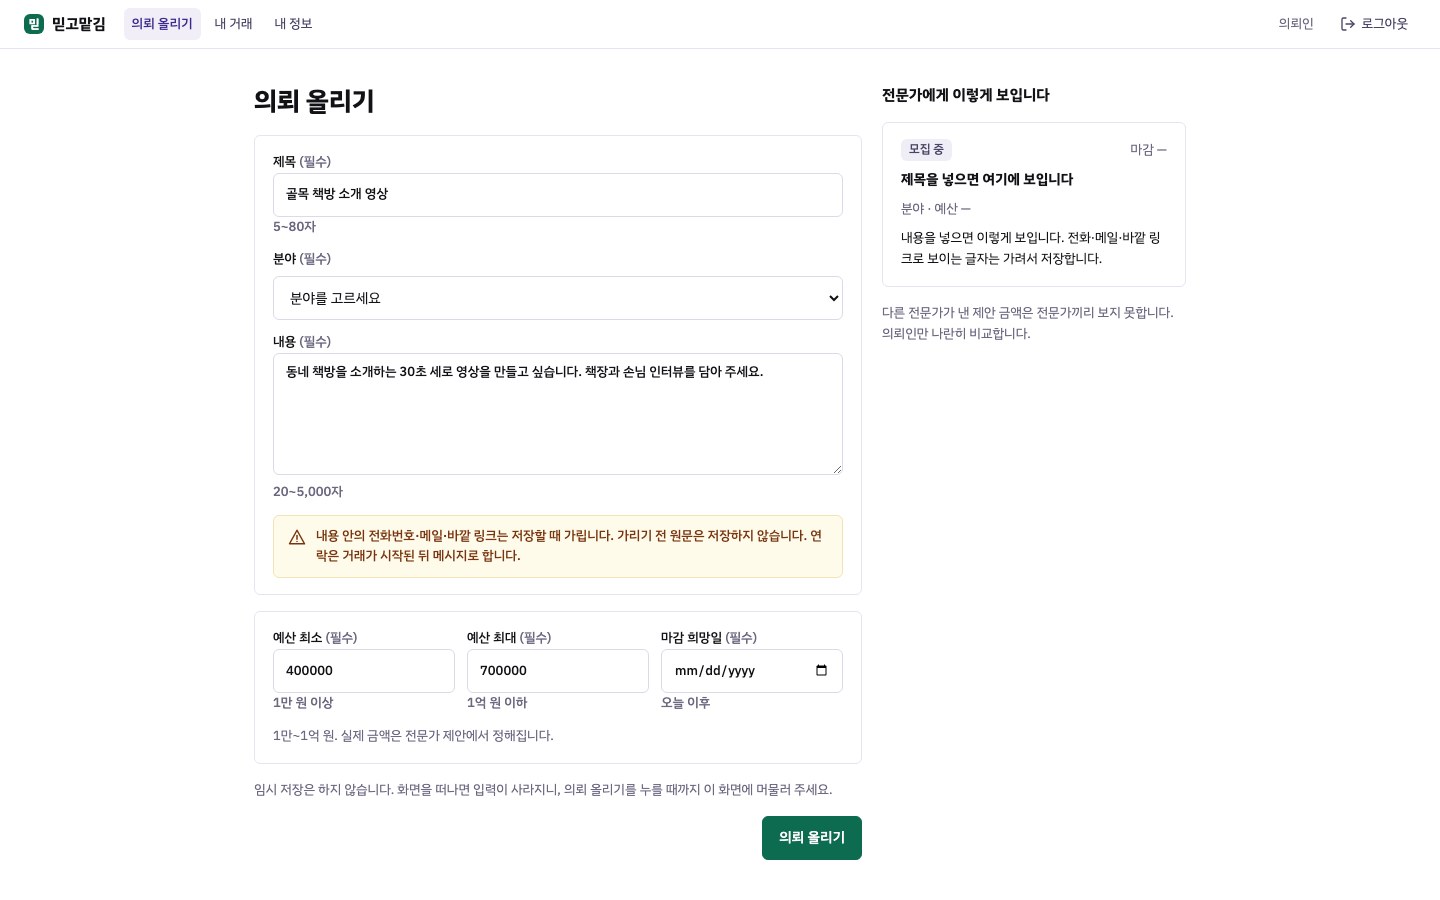 믿 믿고맡김 의뢰 올리기 내 거래 내 정보 의뢰인 로그아웃
의뢰 올리기
제목 (필수)
골목 책방 소개 영상
5~80자
분야 (필수)
분야를 고르세요
내용 (필수)
동네 책방을 소개하는 30초 세로 영상을 만들고 싶습니다. 책장과 손님 인터뷰를 담아 주세요.
20~5,000자
내용 안의 전화번호·메일·바깥 링크는 저장할 때 가립니다. 가리기 전 원문은 저장하지 않습니다. 연
락은 거래가 시작된 뒤 메시지로 합니다.
예산 최소 (필수) 예산 최대 (필수) 마감 희망일 (필수)
400000 700000 mm/dd/yyyy
1만 원 이상 1억 원 이하 오늘 이후
1만~1억 원. 실제 금액은 전문가 제안에서 정해집니다.
임시 저장은 하지 않습니다. 화면을 떠나면 입력이 사라지니, 의뢰 올리기를 누를 때까지 이 화면에 머물러 주세요.
의뢰 올리기
전문가에게 이렇게 보입니다
모집 중 마감 —
제목을 넣으면 여기에 보입니다
분야 · 예산 —
내용을 넣으면 이렇게 보입니다. 전화·메일·바깥 링
크로 보이는 글자는 가려서 저장합니다.
다른 전문가가 낸 제안 금액은 전문가끼리 보지 못합니다.
의뢰인만 나란히 비교합니다.